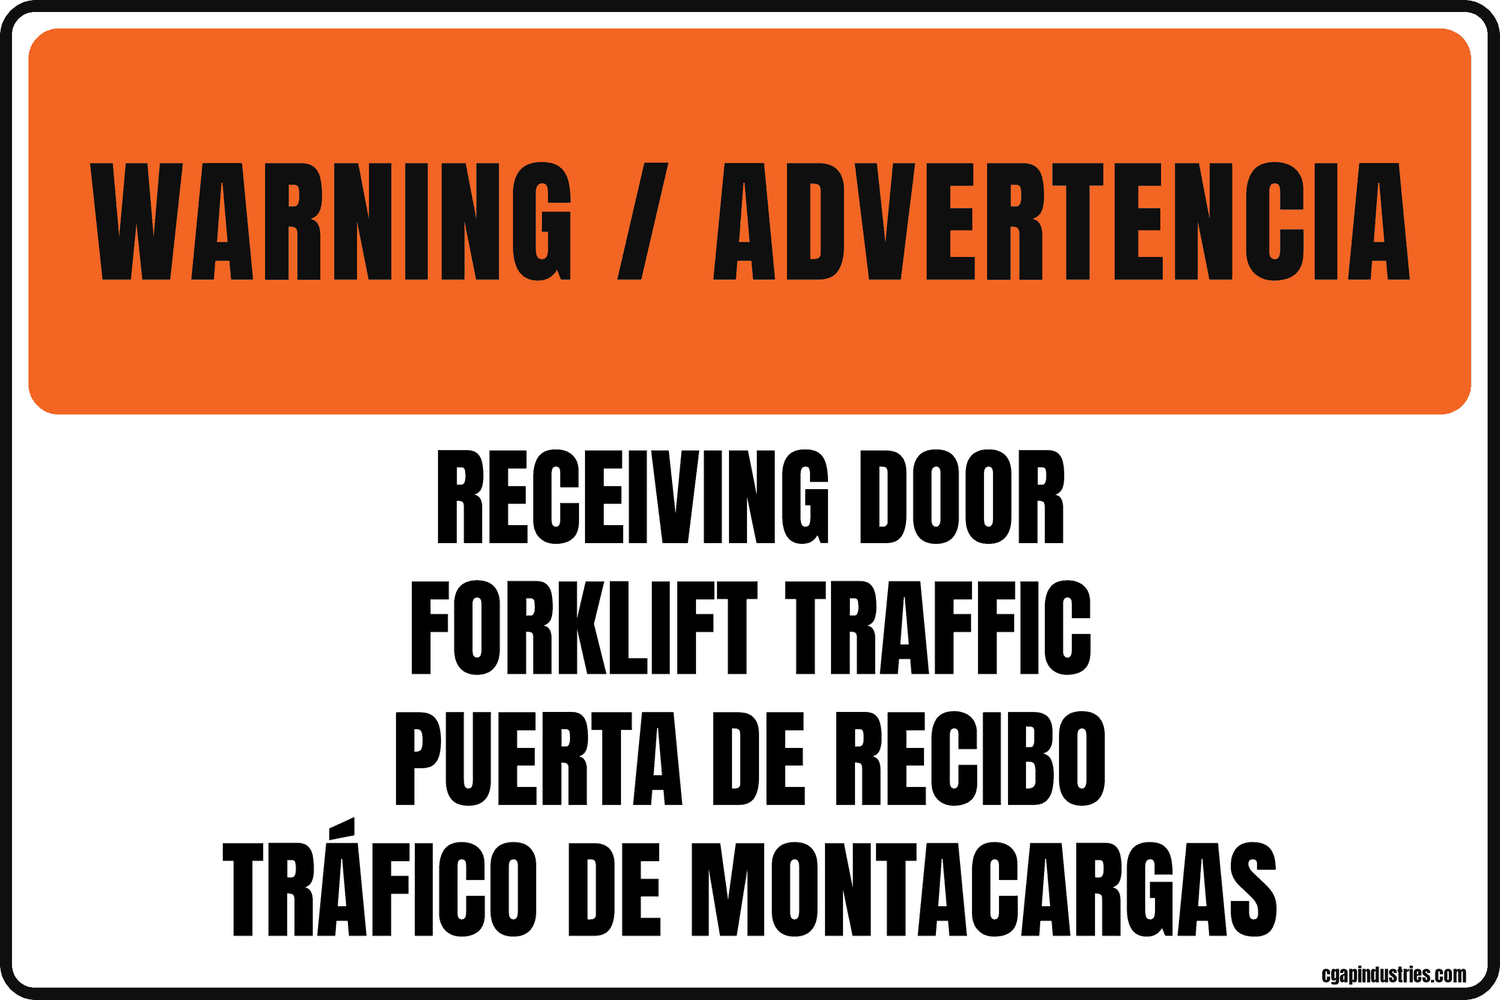 WARNING / ADVERTENCIA
RECEIVING DOOR
FORKLIFT TRAFFIC
PUERTA DE RECIBO
TRÁFICO DE MONTACARGAS
cgapindustries.com